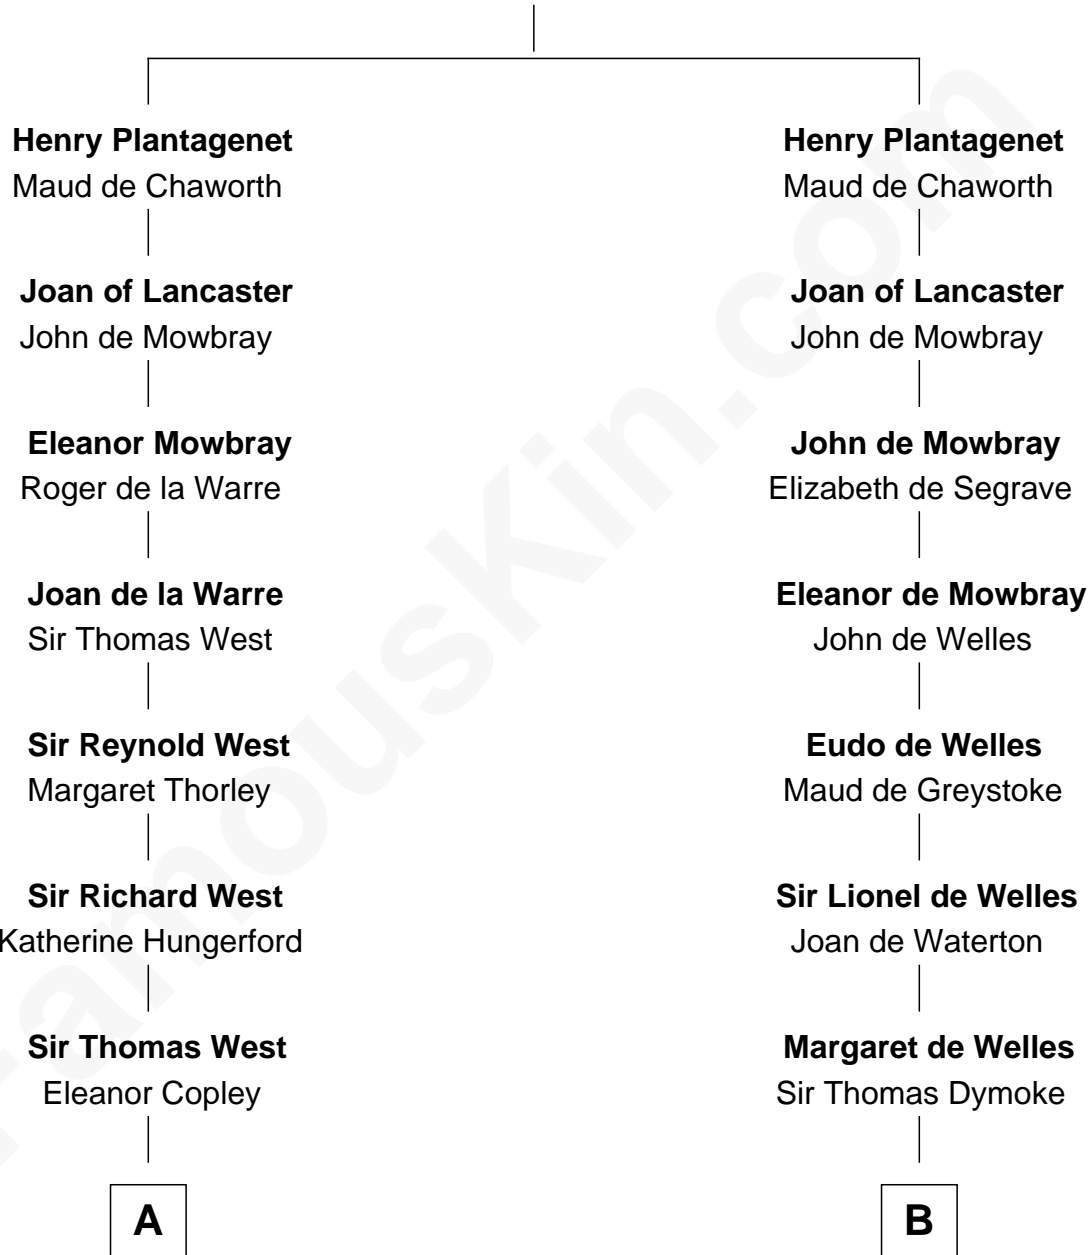 Henry Plantagenet
Maud de Chaworth
Joan of Lancaster
John de Mowbray
Eleanor Mowbray
Roger de la Warre
Joan de la Warre
Sir Thomas West
Sir Reynold West
Margaret Thorley
Sir Richard West
Katherine Hungerford
Sir Thomas West
Eleanor Copley
A
Henry Plantagenet
Maud de Chaworth
Joan of Lancaster
John de Mowbray
John de Mowbray
Elizabeth de Segrave
Eleanor de Mowbray
John de Welles
Eudo de Welles
Maud de Greystoke
Sir Lionel de Welles
Joan de Waterton
Margaret de Welles
Sir Thomas Dymoke
B
FamousKin.com